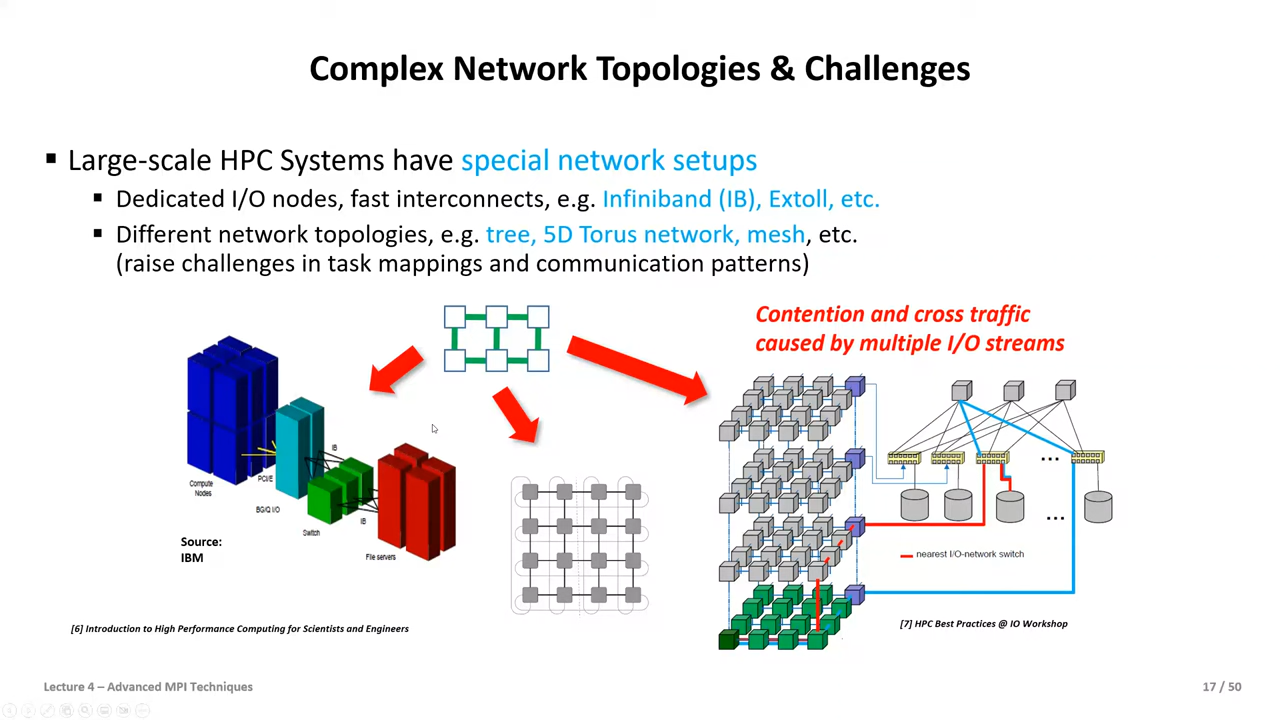 Complex Network Topologies & Challenges
▪ Large-scale HPC Systems have special network setups
▪ Dedicated I/O nodes, fast interconnects, e.g. Infiniband (IB), Extoll, etc.
▪ Different network topologies, e.g. tree, 5D Torus network, mesh, etc.
(raise challenges in task mappings and communication patterns)
Contention and cross traffic
caused by multiple I/O streams
IB
Compute
Nodes
PCI/E
BG/Q I/O
IB
Switch
File servers
Source:
IBM
... 
...
nearest I/O-network switch
[6] Introduction to High Performance Computing for Scientists and Engineers
[7] HPC Best Practices @ IO Workshop
Lecture 4 – Advanced MPI Techniques
17 / 50